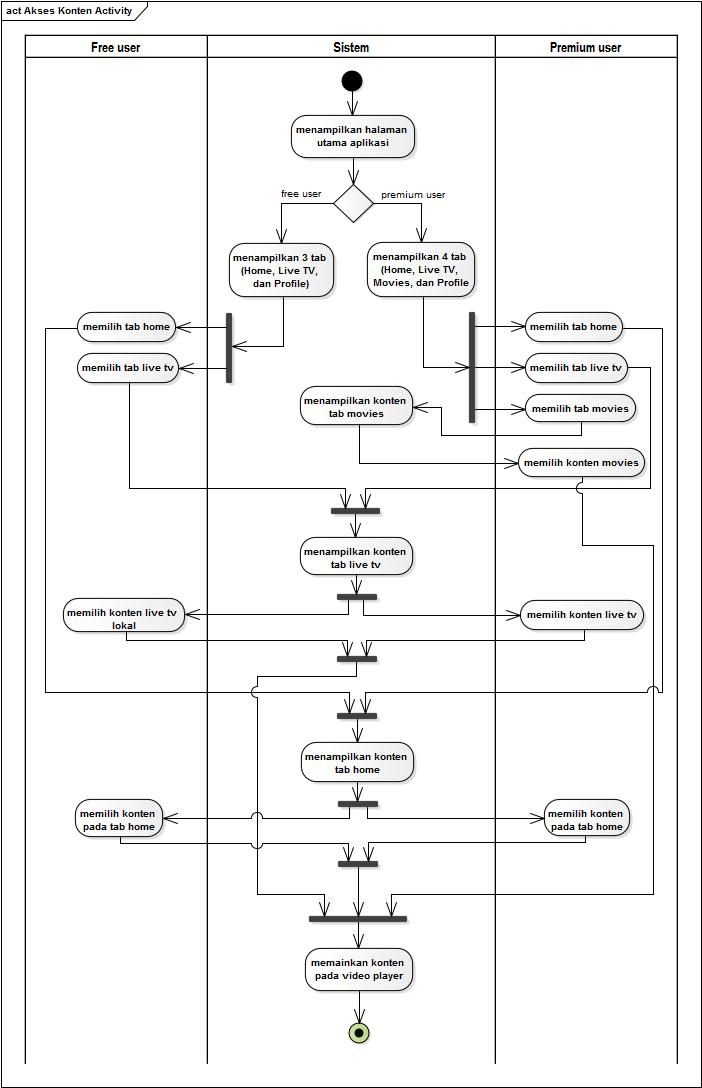 act Akses Konten Activity
Free user
Sistem
Premium user
menampilkan halaman
utama aplikasi
free user
premium user
menampilkan 3 tab
(Home, Live TV,
dan Profile)
menampilkan 4 tab
(Home, Live TV,
Movies, dan Profile
memilih tab home
memilih tab home
memilih tab live tv
memilih tab live tv
menampilkan konten
tab movies
memilih tab movies
memilih konten movies
menampilkan konten
tab live tv
memilih konten live tv
lokal
memilih konten live tv
menampilkan konten
tab home
memilih konten
pada tab home
memilih konten
pada tab home
memainkan konten
pada video player